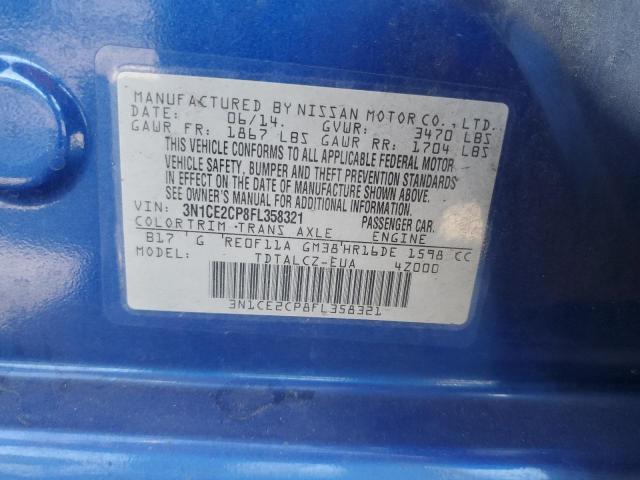 MANUFACTURED BY NISSAN MOTOR CO., LTD.
DATE: 06/14. GVWR: 3470 LBS
GAWR FR: 1867 LBS GAWR RR: 1704 LBS
THIS VEHICLE CONFORMS TO ALL APPLICABLE FEDERAL MOTOR
VEHICLE SAFETY, BUMPER AND THEFT PREVENTION STANDARDS
IN EFFECT ON THE DATE OF MANUFACTURE SHOWN ABOVE.
SEE OWNER'S MANUAL FOR ADDITIONAL INFORMATION.
VIN: 3N1CE2CP8FL358321 PASSENGER CAR.
COLOR TRIM TRANS AXLE ENGINE
B17 G RE0F11A GM38 HR16DE 1598 CC
MODEL: TDTALCZ-EUA 4Z000
3N1CE2CP8FL358321